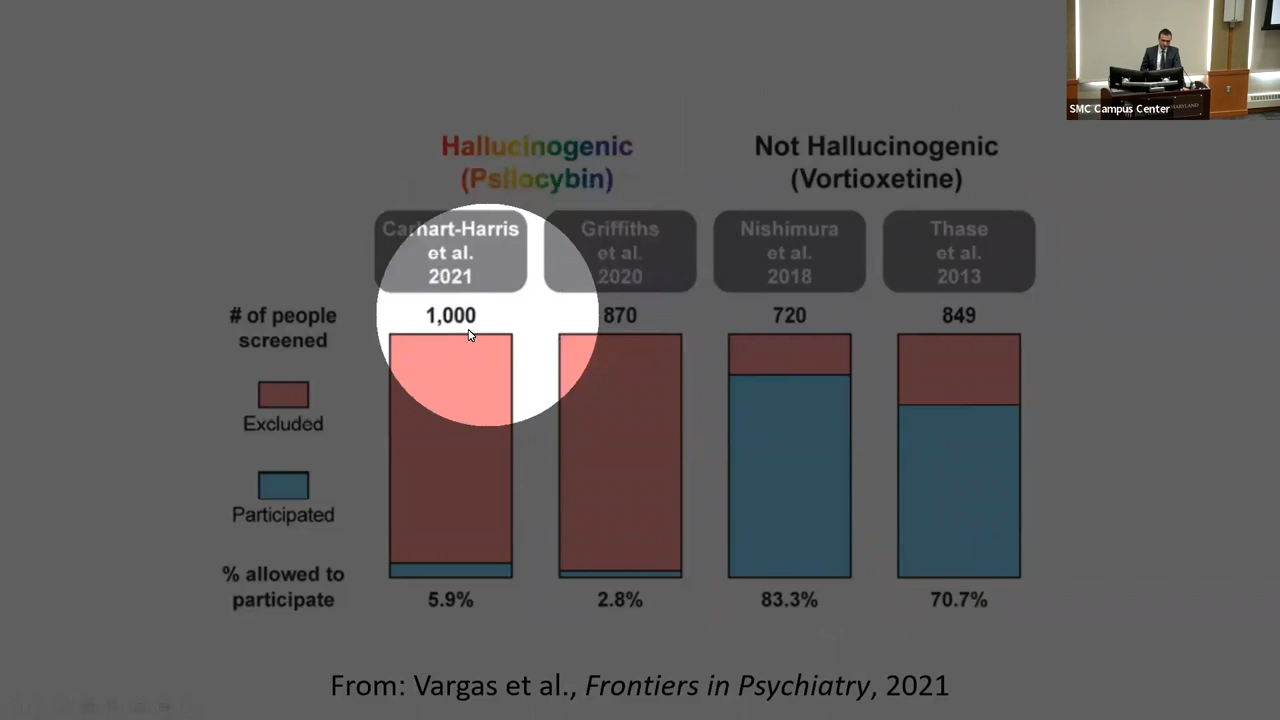 SMC Campus Center
MARYLAND
Hallucinogenic
(Psilocybin)
Not Hallucinogenic
(Vortioxetine)
Carhart-Harris
et al.
2021
Griffiths
et al.
2020
Nishimura
et al.
2018
Thase
et al.
2013
# of people
screened
1,000
870
720
849
Excluded
Participated
% allowed to
participate
5.9%
2.8%
83.3%
70.7%
From: Vargas et al., Frontiers in Psychiatry, 2021